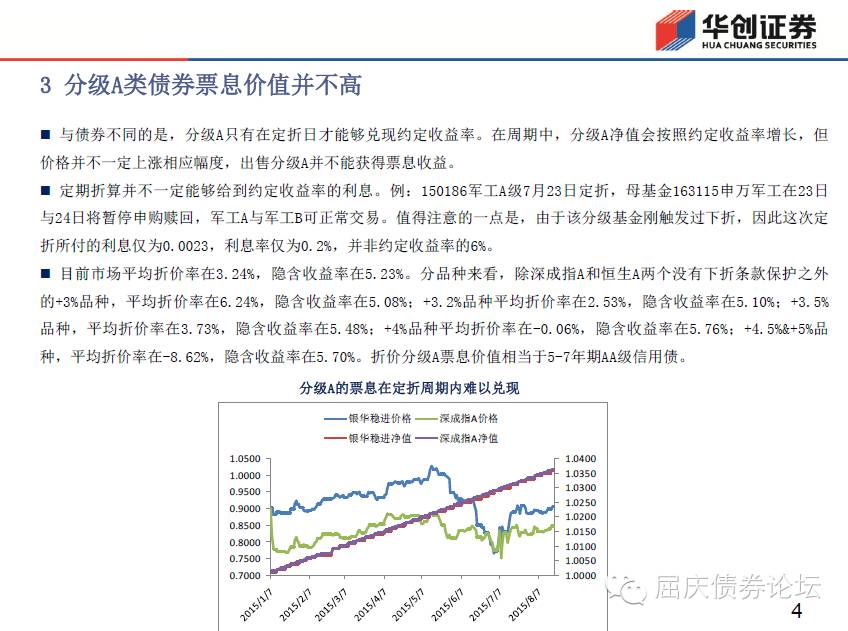 华创证券
HUA CHUANG SECURITIES
3 分级A类债券票息价值并不高
■ 与债券不同的是，分级A只有在定折日才能够兑现约定收益率。在周期中，分级A净值会按照约定收益率增长，但
价格并不一定上涨相应幅度，出售分级A并不能获得票息收益。
■ 定期折算并不一定能够给到约定收益率的利息。例：150186军工A级7月23日定折，母基金163115申万军工在23日
与24日将暂停申购赎回，军工A与军工B可正常交易。值得注意的一点是，由于该分级基金刚触发过下折，因此这次定
折所付的利息仅为0.0023，利息率仅为0.2%，并非约定收益率的6%。
■ 目前市场平均折价率在3.24%，隐含收益率在5.23%。分品种来看，除深成指A和恒生A两个没有下折条款保护之外
的+3%品种，平均折价率在6.24%，隐含收益率在5.08%；+3.2%品种平均折价率在2.53%，隐含收益率在5.10%；+3.5%
品种，平均折价率在3.73%，隐含收益率在5.48%；+4%品种平均折价率在-0.06%，隐含收益率在5.76%；+4.5%&+5%品
种，平均折价率在-8.62%，隐含收益率在5.70%。折价分级A票息价值相当于5-7年期AA级信用债。
分级A的票息在定折周期内难以兑现
银华稳进价格 深成指A价格
银华稳进净值 深成指A净值
1.0500 1.0400
1.0000 1.0350
0.9500 1.0300
0.9000 1.0250
0.8500 1.0200
0.8000 1.0150
0.7500 1.0100
0.7000 1.0050
1.0000
2015/1/7 2015/2/7 2015/3/7 2015/4/7 2015/5/7 2015/6/7 2015/7/7 2015/8/7
屈庆债券论坛
4